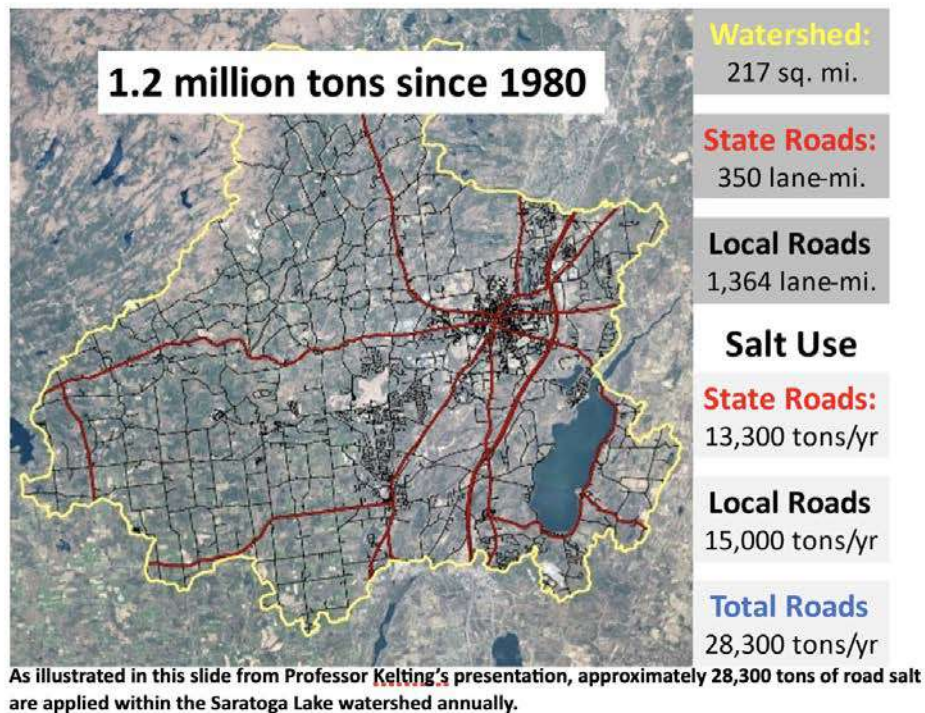 1.2 million tons since 1980
Watershed:
217 sq. mi.
State Roads:
350 lane-mi.
Local Roads
1,364 lane-mi.
Salt Use
State Roads:
13,300 tons/yr
Local Roads
15,000 tons/yr
Total Roads
28,300 tons/yr
As illustrated in this slide from Professor Kelting's presentation, approximately 28,300 tons of road salt
are applied within the Saratoga Lake watershed annually.